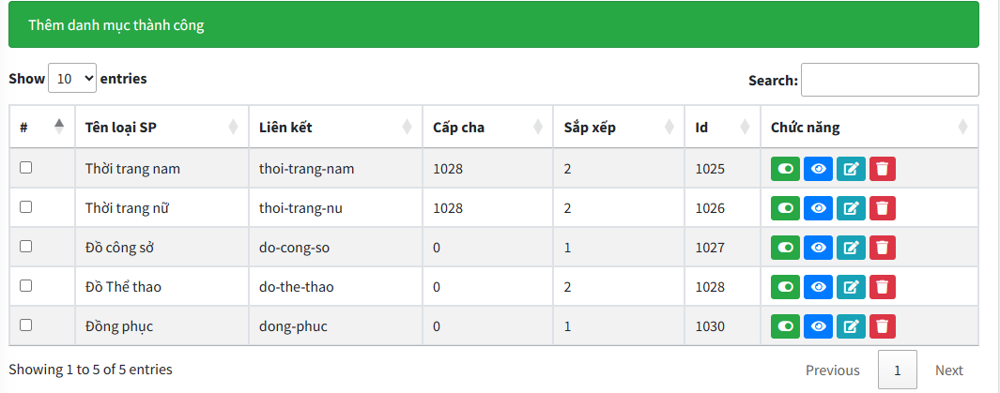 Thêm danh mục thành công
Show 10 entries Search:
# Tên loại SP Liên kết Cấp cha Sắp xếp Id Chức năng
Thời trang nam thoi-trang-nam 1028 2 1025
Thời trang nữ thoi-trang-nu 1028 2 1026
Đồ công sở do-cong-so 0 1 1027
Đồ Thể thao do-the-thao 0 2 1028
Đồng phục dong-phuc 0 1 1030
Showing 1 to 5 of 5 entries Previous 1 Next